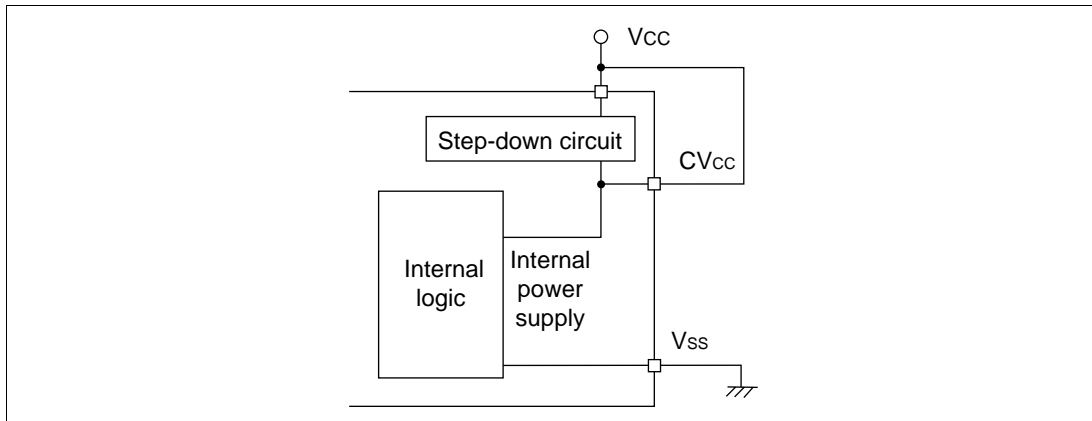 VCC
Step-down circuit
CVCC
Internal
logic
Internal
power
supply
VSS